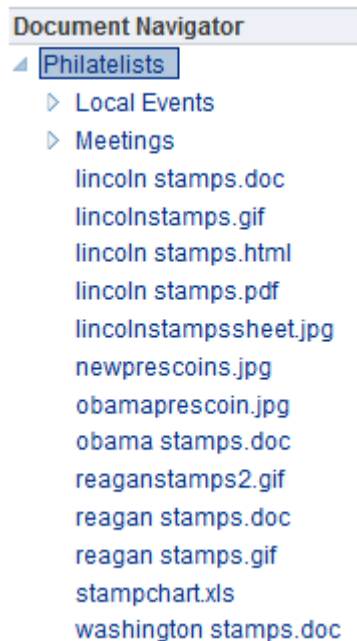 Document Navigator
Philatelists
Local Events
Meetings
lincoln stamps.doc
lincolnstamps.gif
lincoln stamps.html
lincoln stamps.pdf
lincolnstampssheet.jpg
newprescoins.jpg
obamaprescoin.jpg
obama stamps.doc
reaganstamps2.gif
reagan stamps.doc
reagan stamps.gif
stampchart.xls
washington stamps.doc